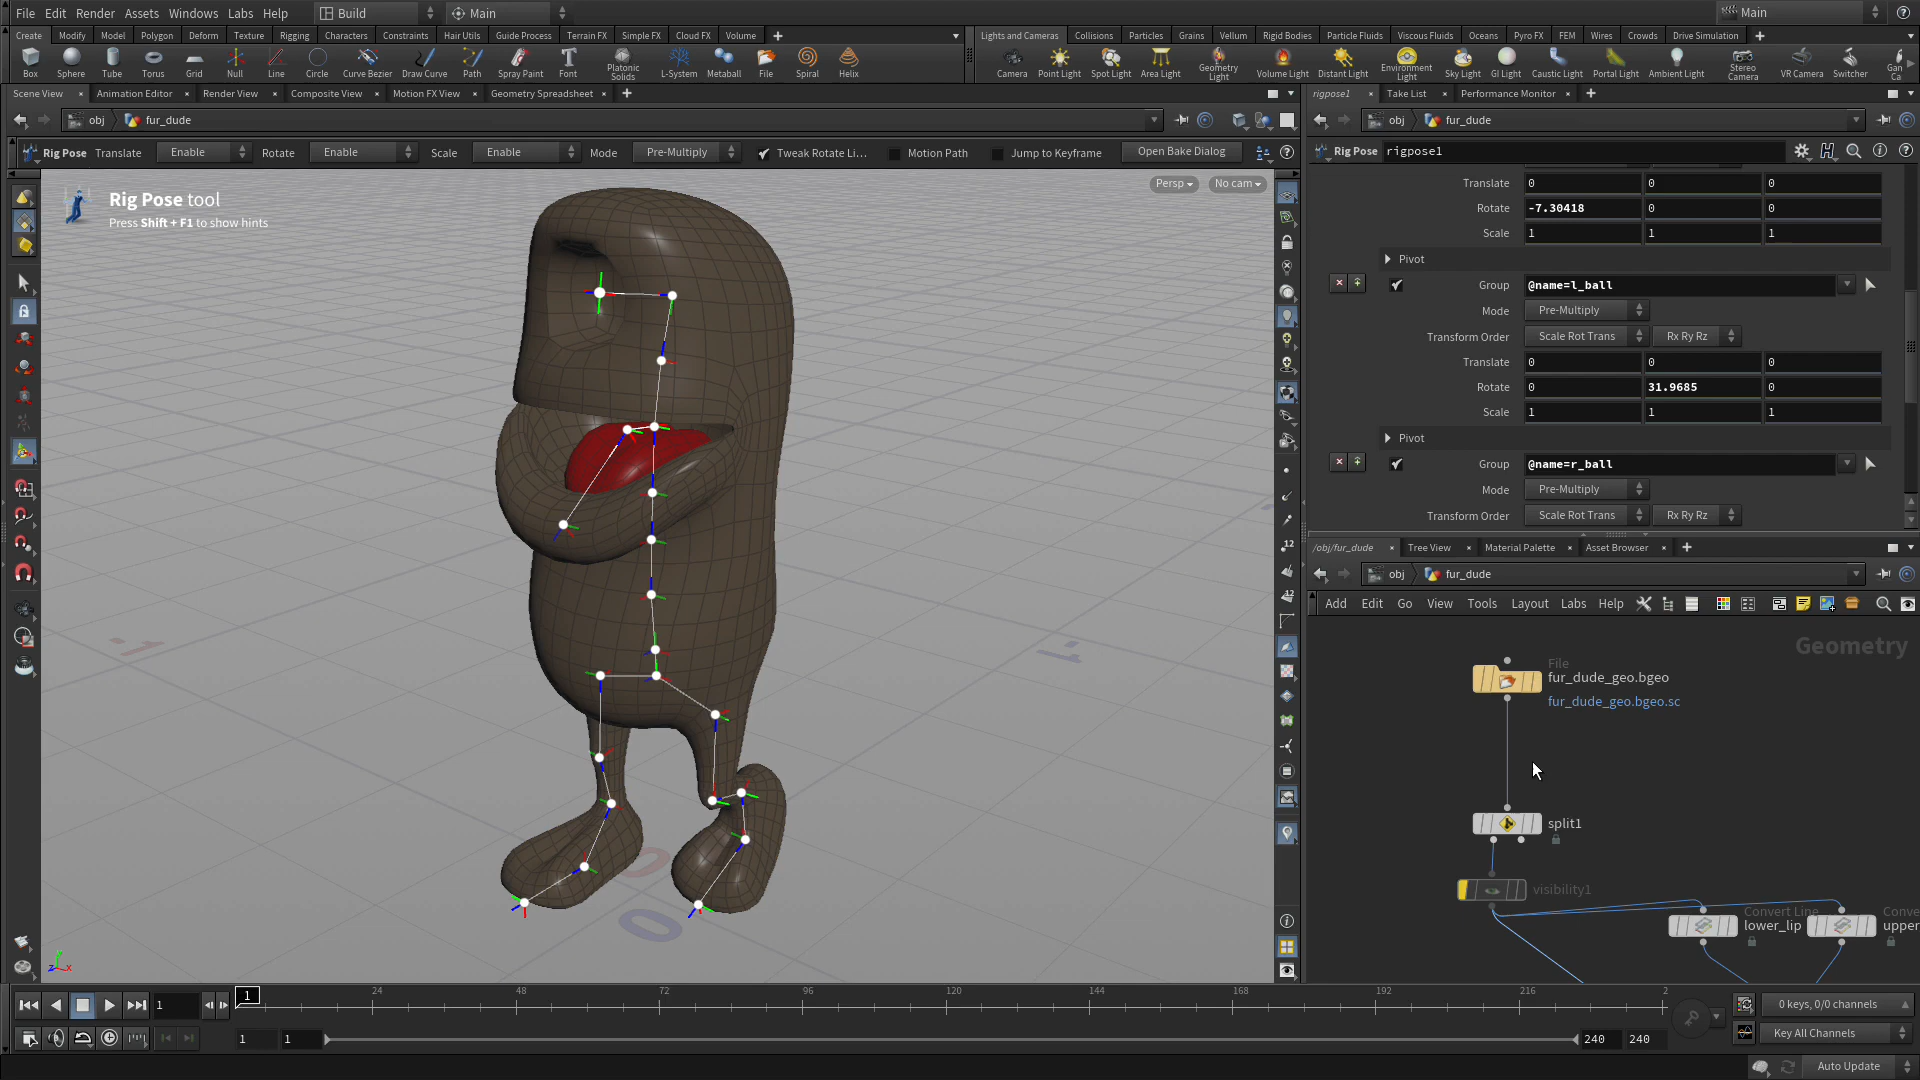 File Edit Render Assets Windows Labs Help Build Main Main
Create Modify Model Polygon Deform Texture Rigging Characters Constraints Hair Utils Guide Process Terrain FX Simple FX Cloud FX Volume
Lights and Cameras Collisions Particles Grains Vellum Rigid Bodies Particle Fluids Viscous Fluids Oceans Pyro FX FEM Wires Crowds Drive Simulation
Box Sphere Tube Torus Grid Null Line Circle Curve Bezier Draw Curve Path Spray Paint Font Platonic Solids L-System Metaball File Spiral Helix
Camera Point Light Spot Light Area Light Geometry Light Volume Light Distant Light Environment Light Sky Light GI Light Caustic Light Portal Light Ambient Light Stereo Camera VR Camera Switcher Gan Ca
Scene View Animation Editor Render View Composite View Motion FX View Geometry Spreadsheet
rigpose1 Take List Performance Monitor
obj fur_dude
obj fur_dude
Rig Pose Translate Enable Rotate Enable Scale Enable Mode Pre-Multiply Tweak Rotate Li... Motion Path Jump to Keyframe Open Bake Dialog
Rig Pose rigpose1
Rig Pose tool
Press Shift + F1 to show hints
Persp No cam
Translate 0 0 0
Rotate -7.30418 0 0
Scale 1 1 1
Pivot
Group @name=l_ball
Mode Pre-Multiply
Transform Order Scale Rot Trans Rx Ry Rz
Translate 0 0 0
Rotate 0 31.9685 0
Scale 1 1 1
Pivot
Group @name=r_ball
Mode Pre-Multiply
Transform Order Scale Rot Trans Rx Ry Rz
/obj/fur_dude Tree View Material Palette Asset Browser
obj fur_dude
Add Edit Go View Tools Layout Labs Help
Geometry
File
fur_dude_geo.bgeo
fur_dude_geo.bgeo.sc
split1
visibility1
Convert Line
lower_lip
Conve
upper
12
12
z y x
1 24 48 72 96 120 144 168 192 216 2
1
1 1 240 240
0 keys, 0/0 channels
Key All Channels
Auto Update